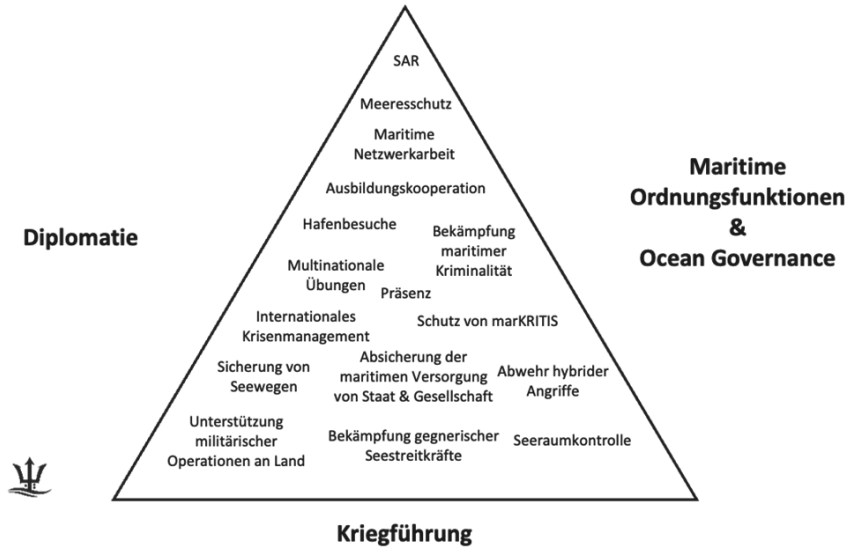 SAR
Meeresschutz
Maritime
Netzwerkarbeit
Ausbildungskooperation
Hafenbesuche
Bekämpfung
maritimer
Kriminalität
Multinationale
Übungen
Präsenz
Internationales
Krisenmanagement
Schutz von marKRITIS
Sicherung von
Seewegen
Absicherung der
maritimen Versorgung
von Staat & Gesellschaft
Abwehr hybrider
Angriffe
Unterstützung
militärischer
Operationen an Land
Bekämpfung gegnerischer
Seestreitkräfte
Seeraumkontrolle
Diplomatie
Maritime
Ordnungsfunktionen
&
Ocean Governance
Kriegführung